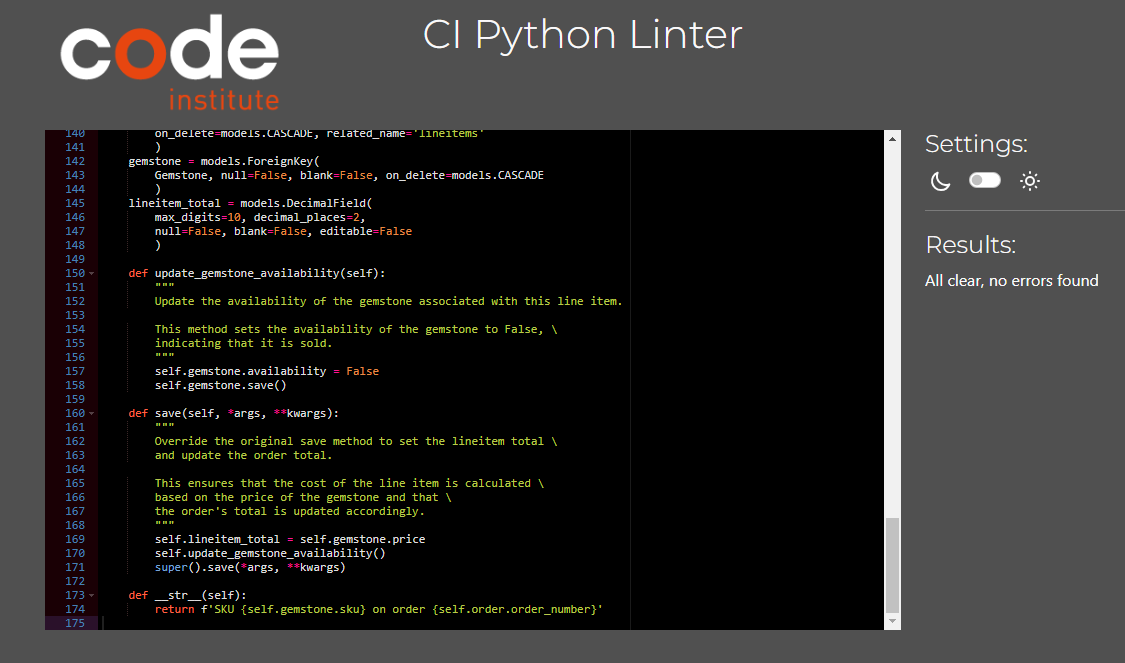 code
institute
CI Python Linter
140 on_delete=models.CASCADE, related_name='lineitems'
141 )
142 gemstone = models.ForeignKey(
143 Gemstone, null=False, blank=False, on_delete=models.CASCADE
144 )
145 lineitem_total = models.DecimalField(
146 max_digits=10, decimal_places=2,
147 null=False, blank=False, editable=False
148 )
149
150 def update_gemstone_availability(self):
151 """
152 Update the availability of the gemstone associated with this line item.
153
154 This method sets the availability of the gemstone to False, \
155 indicating that it is sold.
156 """
157 self.gemstone.availability = False
158 self.gemstone.save()
159
160 def save(self, *args, **kwargs):
161 """
162 Override the original save method to set the lineitem total \
163 and update the order total.
164
165 This ensures that the cost of the line item is calculated \
166 based on the price of the gemstone and that \
167 the order's total is updated accordingly.
168 """
169 self.lineitem_total = self.gemstone.price
170 self.update_gemstone_availability()
171 super().save(*args, **kwargs)
172
173 def __str__(self):
174 return f'SKU {self.gemstone.sku} on order {self.order.order_number}'
175
Settings:
Results:
All clear, no errors found